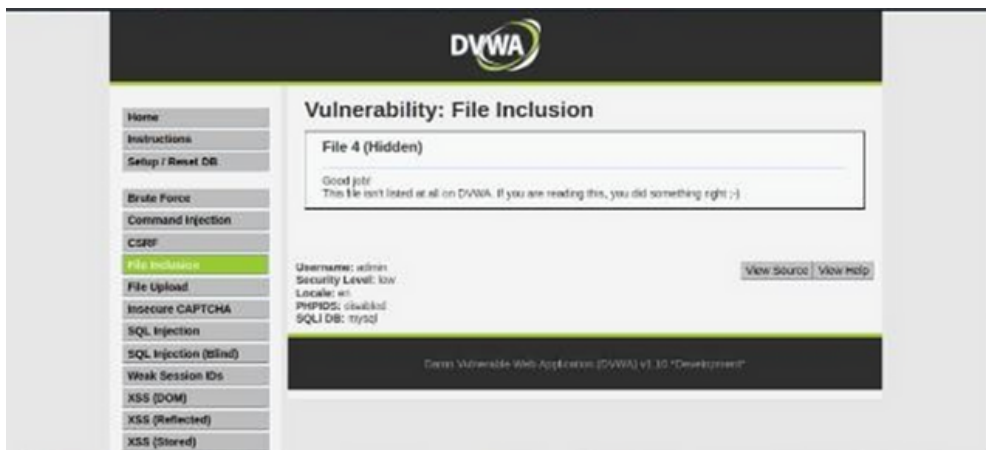 DVWA
Home
Instructions
Setup / Reset DB
Brute Force
Command Injection
CSRF
File Inclusion
File Upload
Insecure CAPTCHA
SQL Injection
SQL Injection (Blind)
Weak Session IDs
XSS (DOM)
XSS (Reflected)
XSS (Stored)
Vulnerability: File Inclusion
File 4 (Hidden)
Good job!
This file isn't listed at all on DVWA. If you are reading this, you did something right ;-)
Username: admin
Security Level: low
Locale: en
PHPIDS: disabled
SQLi DB: mysql
View Source View Help
Damn Vulnerable Web Application (DVWA) v1.10 *Development*